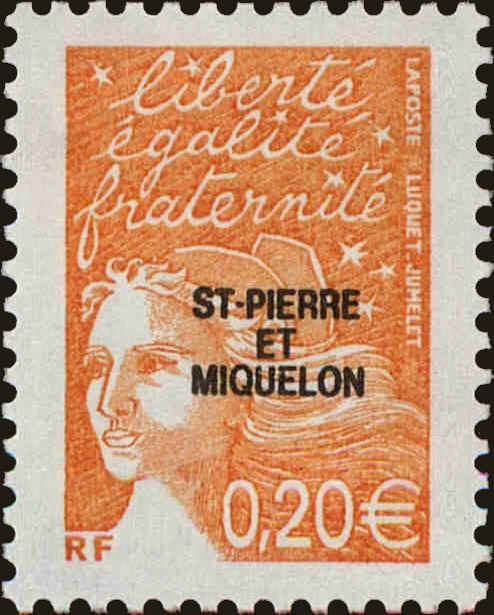 liberté
égalité
fraternité
LAPOSTE LUQUET JUMELET
ST-PIERRE
ET
MIQUELON
0,20€
RF